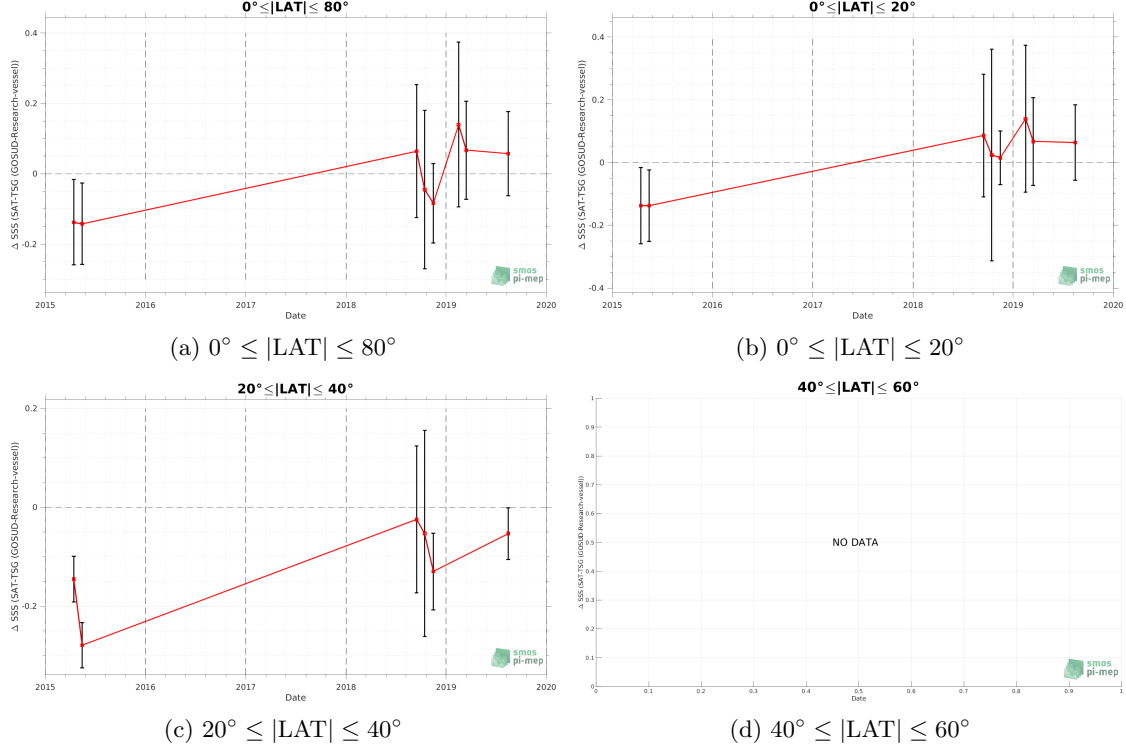 0°≤|LAT|≤ 80°
Δ SSS (SAT-TSG (GOSUD-Research-vessel))
0.4
0.2
0
-0.2
2015 2016 2017 2018 2019 2020
Date
smos
pi-mep
(a) 0° ≤ |LAT| ≤ 80°
0°≤|LAT|≤ 20°
Δ SSS (SAT-TSG (GOSUD-Research-vessel))
0.4
0.2
0
-0.2
-0.4
2015 2016 2017 2018 2019 2020
Date
smos
pi-mep
(b) 0° ≤ |LAT| ≤ 20°
20°≤|LAT|≤ 40°
Δ SSS (SAT-TSG (GOSUD-Research-vessel))
0.2
0
-0.2
2015 2016 2017 2018 2019 2020
Date
smos
pi-mep
(c) 20° ≤ |LAT| ≤ 40°
40°≤|LAT|≤ 60°
Δ SSS (SAT-TSG (GOSUD-Research-vessel))
1
0.9
0.8
0.7
0.6
0.5
0.4
0.3
0.2
0.1
0
NO DATA
0 0.1 0.2 0.3 0.4 0.5 0.6 0.7 0.8 0.9 1
Date
smos
pi-mep
(d) 40° ≤ |LAT| ≤ 60°